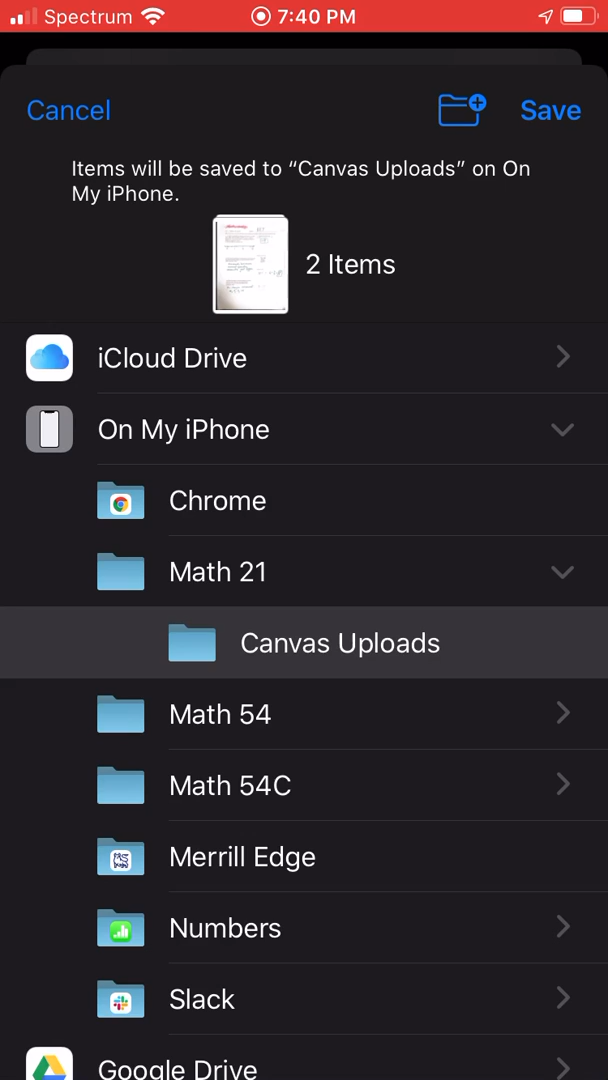 Spectrum 7:40 PM
Cancel Save
Items will be saved to “Canvas Uploads” on On
My iPhone.
2 Items
iCloud Drive
On My iPhone
Chrome
Math 21
Canvas Uploads
Math 54
Math 54C
Merrill Edge
Numbers
Slack
Google Drive